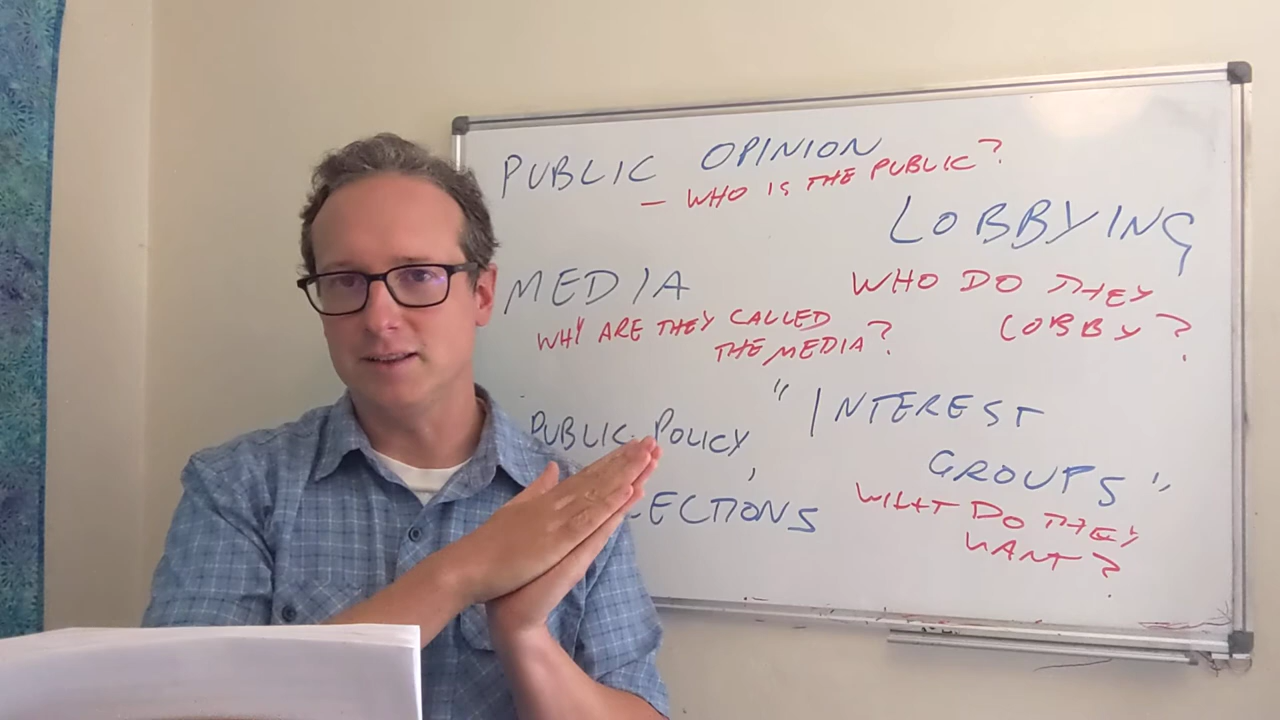 PUBLIC OPINION
— WHO IS THE PUBLIC?
LOBBYING
WHO DO THEY
LOBBY?
MEDIA
WHY ARE THEY CALLED
THE MEDIA?
PUBLIC POLICY
"INTEREST
GROUPS"
WHAT DO THEY
WANT?
LECTIONS